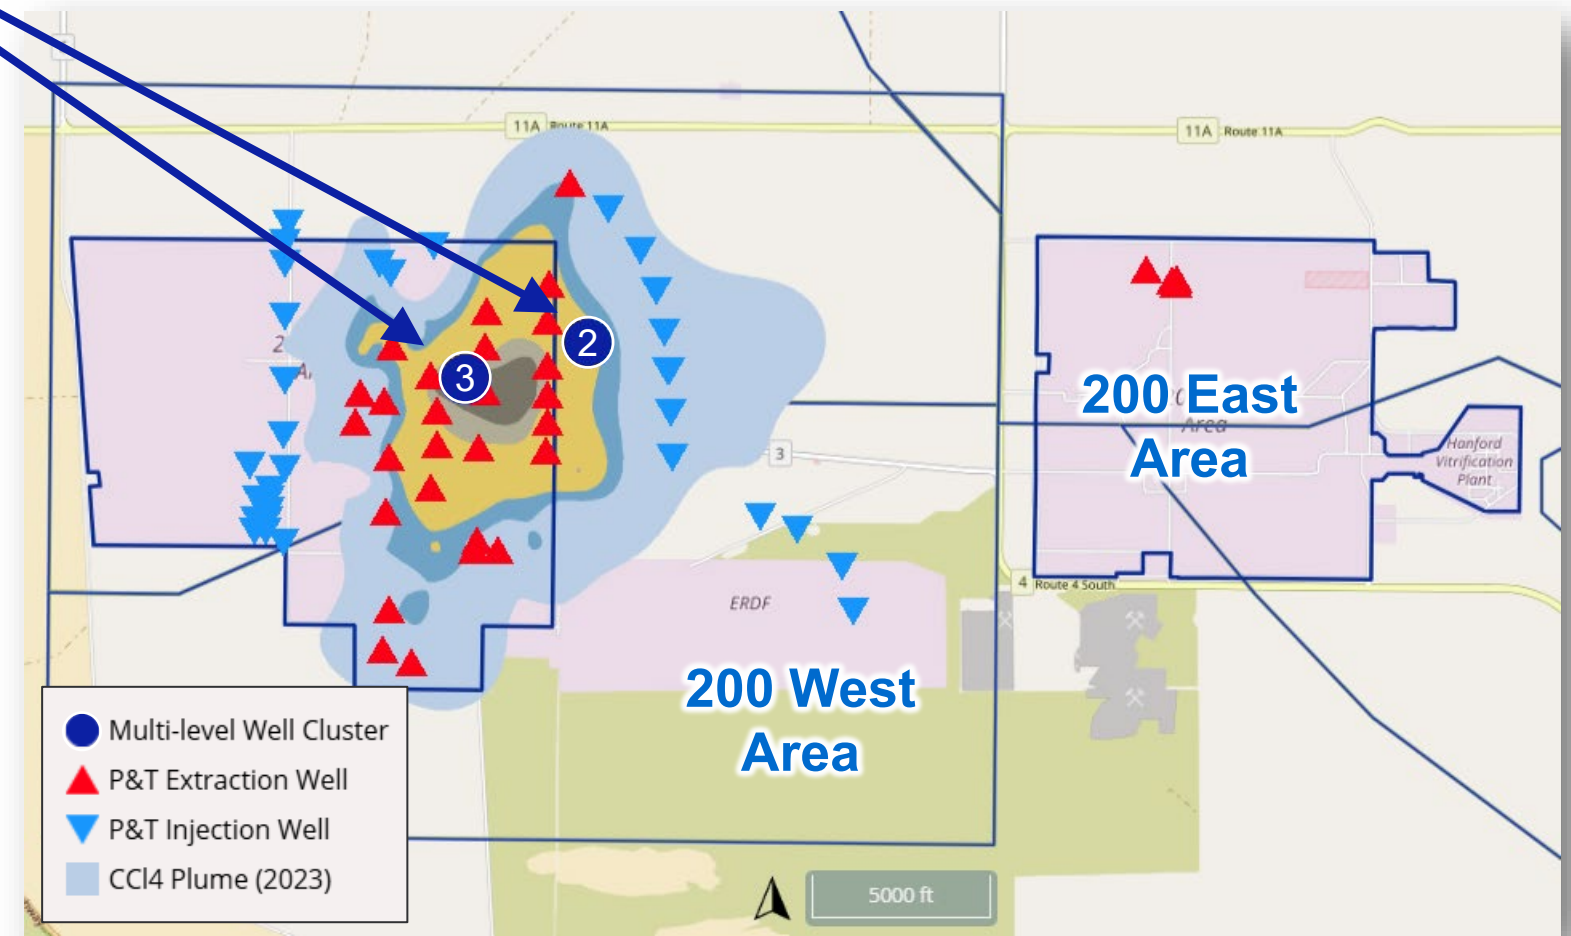 11A Route 11A
11A Route 11A
2
3
2
3
200 East
Area
Area
Hanford
Vitrification
Plant
4 Route 4 South
ERDF
200 West
Area
Multi-level Well Cluster
P&T Extraction Well
P&T Injection Well
CCl4 Plume (2023)
5000 ft